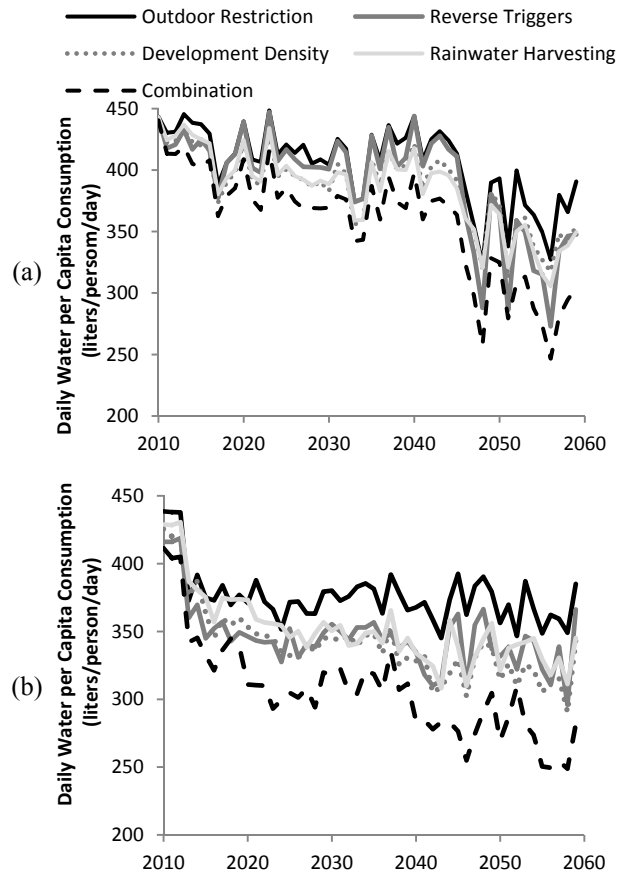 Outdoor Restriction
Reverse Triggers
Development Density
Rainwater Harvesting
Combination
(a)
Daily Water per Capita Consumption
(liters/persom/day)
450
400
350
300
250
200
2010 2020 2030 2040 2050 2060
(b)
Daily Water per Capita Consumption
(liters/person/day)
450
400
350
300
250
200
2010 2020 2030 2040 2050 2060